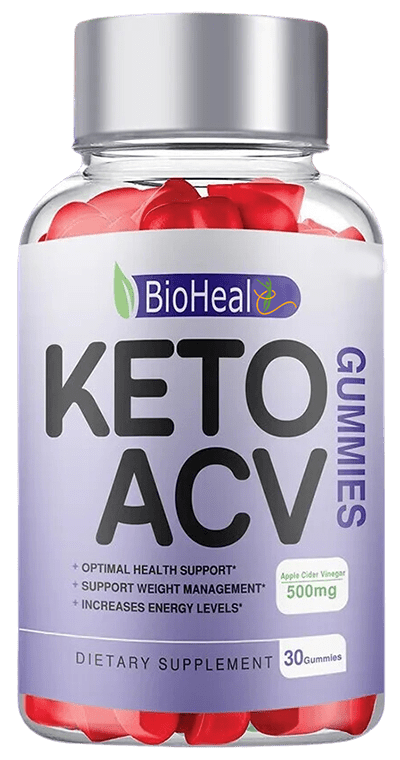 BioHeal
KETO
ACV
GUMMIES
+ OPTIMAL HEALTH SUPPORT*
+ SUPPORT WEIGHT MANAGEMENT*
+ INCREASES ENERGY LEVELS*
Apple Cider Vinegar
500mg
DIETARY SUPPLEMENT
30Gummies